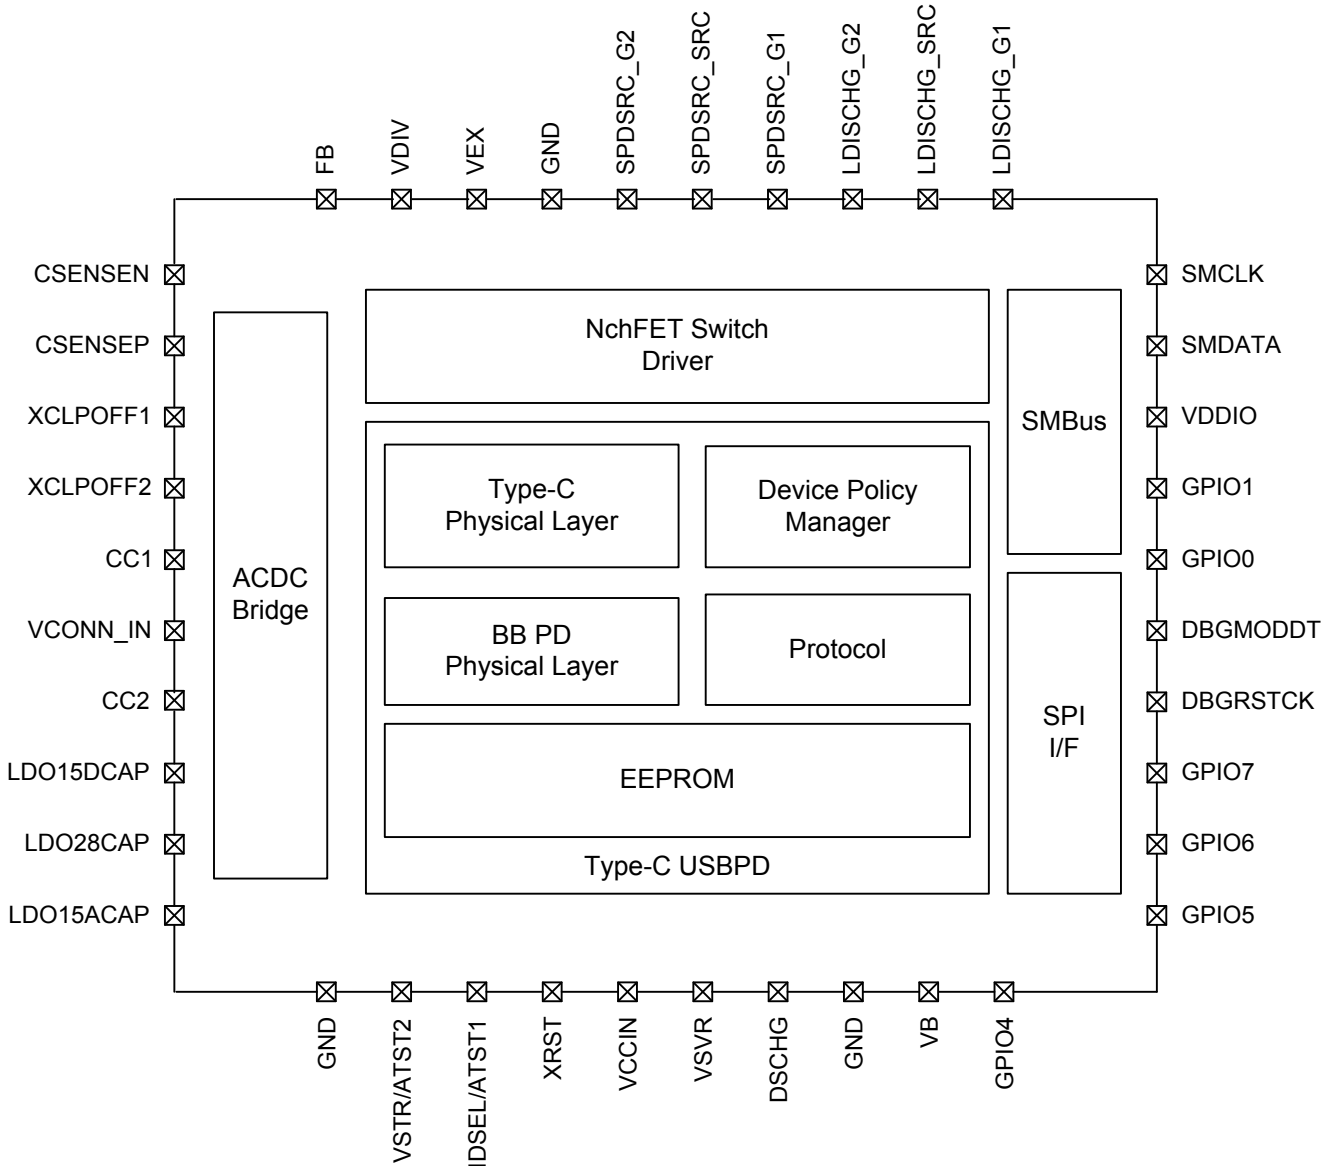 FB
VDIV
VEX
GND
SPDSRC_G2
SPDSRC_SRC
SPDSRC_G1
LDISCHG_G2
LDISCHG_SRC
LDISCHG_G1
CSENSEN
CSENSEP
XCLPOFF1
XCLPOFF2
CC1
VCONN_IN
CC2
LDO15DCAP
LDO28CAP
LDO15ACAP
ACDC
Bridge
NchFET Switch
Driver
Type-C
Physical Layer
Device Policy
Manager
BB PD
Physical Layer
Protocol
EEPROM
Type-C USBPD
SMBus
SPI
I/F
SMCLK
SMDATA
VDDIO
GPIO1
GPIO0
DBGMODDT
DBGRSTCK
GPIO7
GPIO6
GPIO5
GND
VSTR/ATST2
IDSEL/ATST1
XRST
VCCIN
VSVR
DSCHG
GND
VB
GPIO4